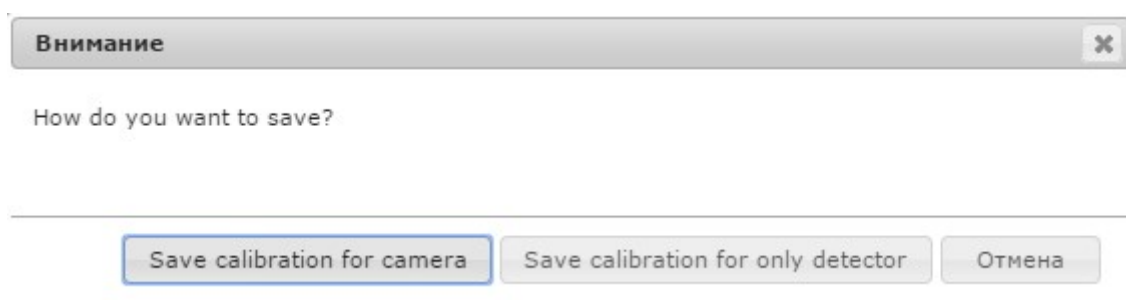 Внимание
How do you want to save?
Save calibration for camera Save calibration for only detector Отмена